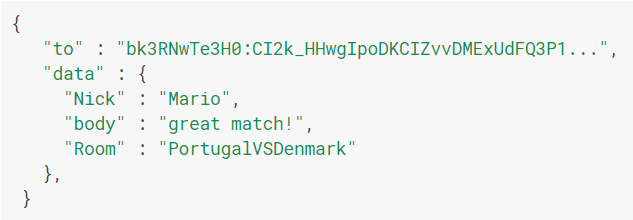 {
"to" : "bk3RNwTe3H0:CI2k_HHwgIpoDKCIZvvDMExUdFQ3P1...",
"data" : {
"Nick" : "Mario",
"body" : "great match!",
"Room" : "PortugalVSDenmark"
},
}